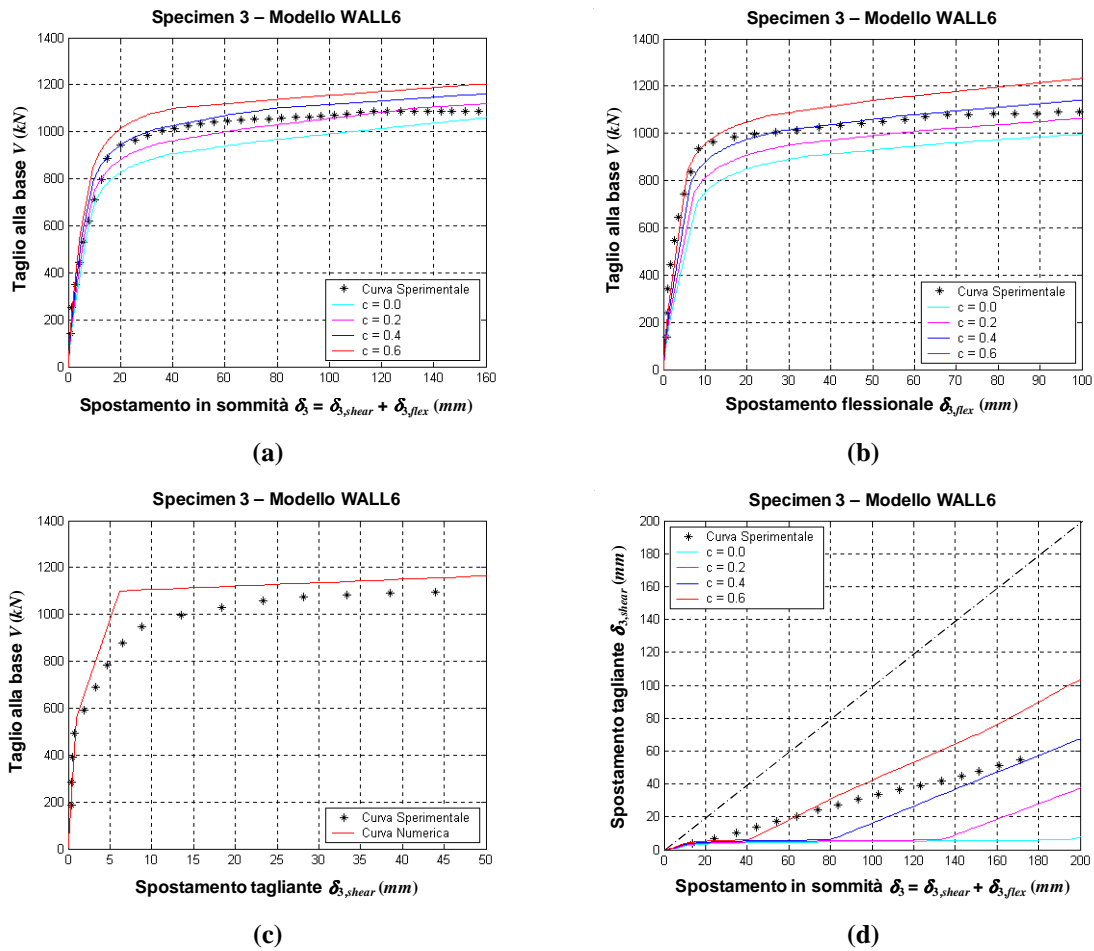 Specimen 3 – Modello WALL6
Taglio alla base V (kN)
1400
1200
1000
800
600
400
200
0
Curva Sperimentale
c = 0.0
c = 0.2
c = 0.4
c = 0.6
0 20 40 60 80 100 120 140 160
Spostamento in sommità δ3 = δ3,shear + δ3,flex (mm)
(a)
Specimen 3 – Modello WALL6
Taglio alla base V (kN)
1400
1200
1000
800
600
400
200
0
Curva Sperimentale
c = 0.0
c = 0.2
c = 0.4
c = 0.6
0 10 20 30 40 50 60 70 80 90 100
Spostamento flessionale δ3,flex (mm)
(b)
Specimen 3 – Modello WALL6
Taglio alla base V (kN)
1400
1200
1000
800
600
400
200
0
Curva Sperimentale
Curva Numerica
0 5 10 15 20 25 30 35 40 45 50
Spostamento tagliante δ3,shear (mm)
(c)
Specimen 3 – Modello WALL6
Spostamento tagliante δ3,shear (mm)
200
180
160
140
120
100
80
60
40
20
0
Curva Sperimentale
c = 0.0
c = 0.2
c = 0.4
c = 0.6
0 20 40 60 80 100 120 140 160 180 200
Spostamento in sommità δ3 = δ3,shear + δ3,flex (mm)
(d)